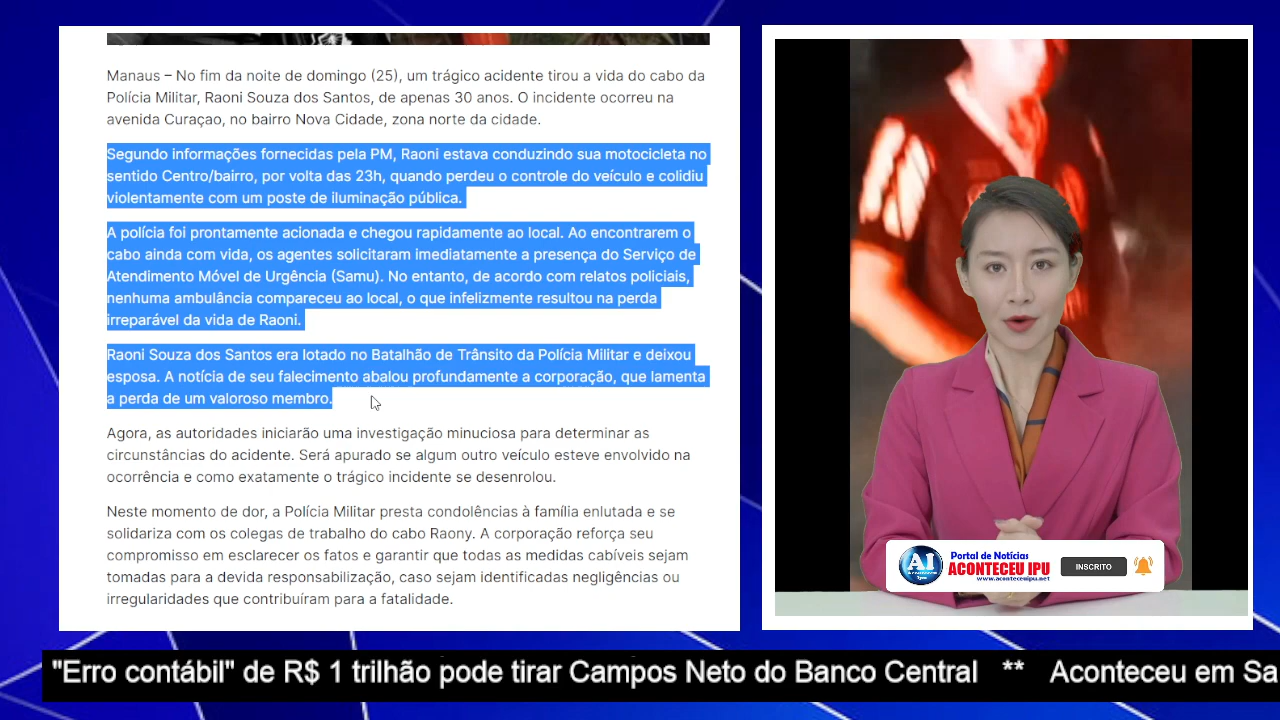 Manaus – No fim da noite de domingo (25), um trágico acidente tirou a vida do cabo da
Polícia Militar, Raoni Souza dos Santos, de apenas 30 anos. O incidente ocorreu na
avenida Curaçao, no bairro Nova Cidade, zona norte da cidade.
Segundo informações fornecidas pela PM, Raoni estava conduzindo sua motocicleta no
sentido Centro/bairro, por volta das 23h, quando perdeu o controle do veículo e colidiu
violentamente com um poste de iluminação pública.
A polícia foi prontamente acionada e chegou rapidamente ao local. Ao encontrarem o
cabo ainda com vida, os agentes solicitaram imediatamente a presença do Serviço de
Atendimento Móvel de Urgência (Samu). No entanto, de acordo com relatos policiais,
nenhuma ambulância compareceu ao local, o que infelizmente resultou na perda
irreparável da vida de Raoni.
Raoni Souza dos Santos era lotado no Batalhão de Trânsito da Polícia Militar e deixou
esposa. A notícia de seu falecimento abalou profundamente a corporação, que lamenta
a perda de um valoroso membro.
Agora, as autoridades iniciarão uma investigação minuciosa para determinar as
circunstâncias do acidente. Será apurado se algum outro veículo esteve envolvido na
ocorrência e como exatamente o trágico incidente se desenrolou.
Neste momento de dor, a Polícia Militar presta condolências à família enlutada e se
solidariza com os colegas de trabalho do cabo Raony. A corporação reforça seu
compromisso em esclarecer os fatos e garantir que todas as medidas cabíveis sejam
tomadas para a devida responsabilização, caso sejam identificadas negligências ou
irregularidades que contribuíram para a fatalidade.
A1
Portal de Notícias
ACONTECEU IPU
www.aconteceuipu.net
INSCRITO
"Erro contábil" de R$ 1 trilhão pode tirar Campos Neto do Banco Central ** Aconteceu em Sa